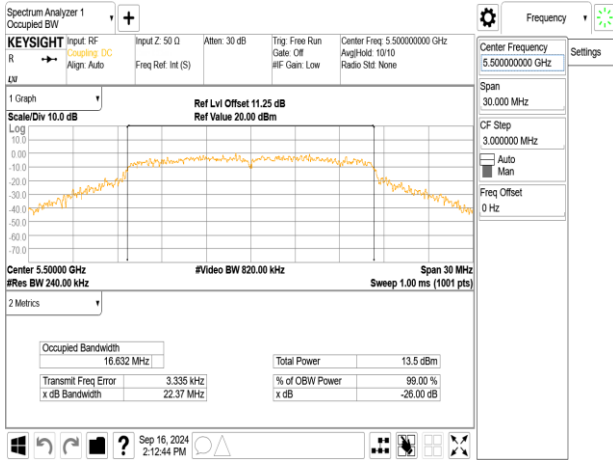 Spectrum Analyzer 1
Occupied BW
Frequency
KEYSIGHT
R
Input: RF
Coupling: DC
Align: Auto
Input Z: 50 Ω
Freq Ref: Int (S)
Atten: 30 dB
Trig: Free Run
Gate: Off
#IF Gain: Low
Center Freq: 5.500000000 GHz
Avg|Hold: 10/10
Radio Std: None
Center Frequency
5.500000000 GHz
Settings
Span
30.000 MHz
CF Step
3.000000 MHz
Auto
Man
Freq Offset
0 Hz
1 Graph
Scale/Div 10.0 dB
Ref Lvl Offset 11.25 dB
Ref Value 20.00 dBm
Log
10.0
0.00
-10.0
-20.0
-30.0
-40.0
-50.0
-60.0
-70.0
Center 5.50000 GHz
#Video BW 820.00 kHz
Span 30 MHz
#Res BW 240.00 kHz
Sweep 1.00 ms (1001 pts)
2 Metrics
Occupied Bandwidth
16.632 MHz
Total Power 13.5 dBm
Transmit Freq Error 3.335 kHz
% of OBW Power 99.00 %
x dB Bandwidth 22.37 MHz
x dB -26.00 dB
?
Sep 16, 2024
2:12:44 PM